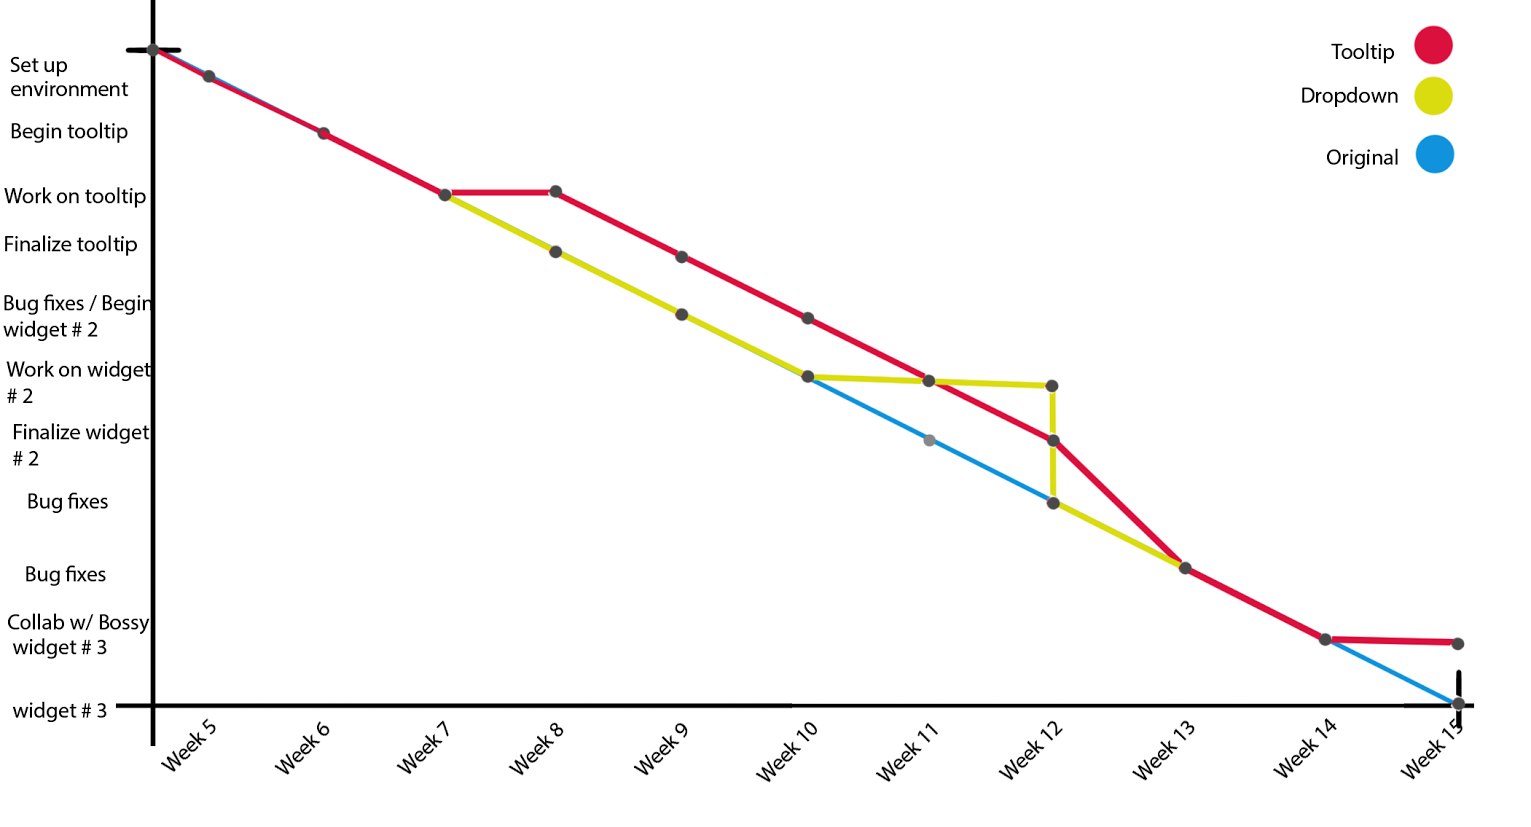 Set up
environment
Begin tooltip
Work on tooltip
Finalize tooltip
Bug fixes / Begin
widget # 2
Work on widget
# 2
Finalize widget
# 2
Bug fixes
Bug fixes
Collab w/ Bossy
widget # 3
widget # 3
Tooltip
Dropdown
Original
Week 5
Week 6
Week 7
Week 8
Week 9
Week 10
Week 11
Week 12
Week 13
Week 14
Week 15